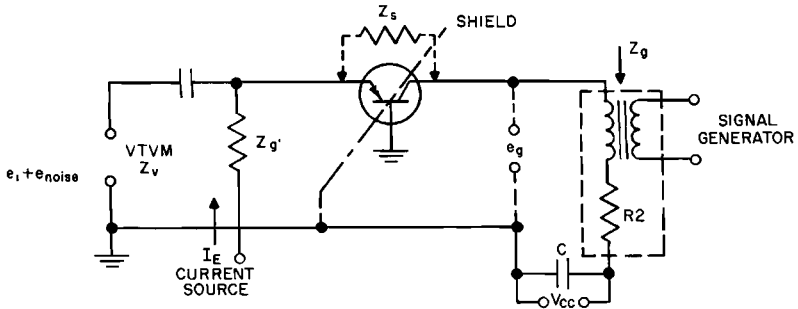 Zs
SHIELD
Zg
SIGNAL
GENERATOR
VTVM
Zv
Zg'
eg
e1 + enoise
R2
IE
CURRENT
SOURCE
C
Vcc